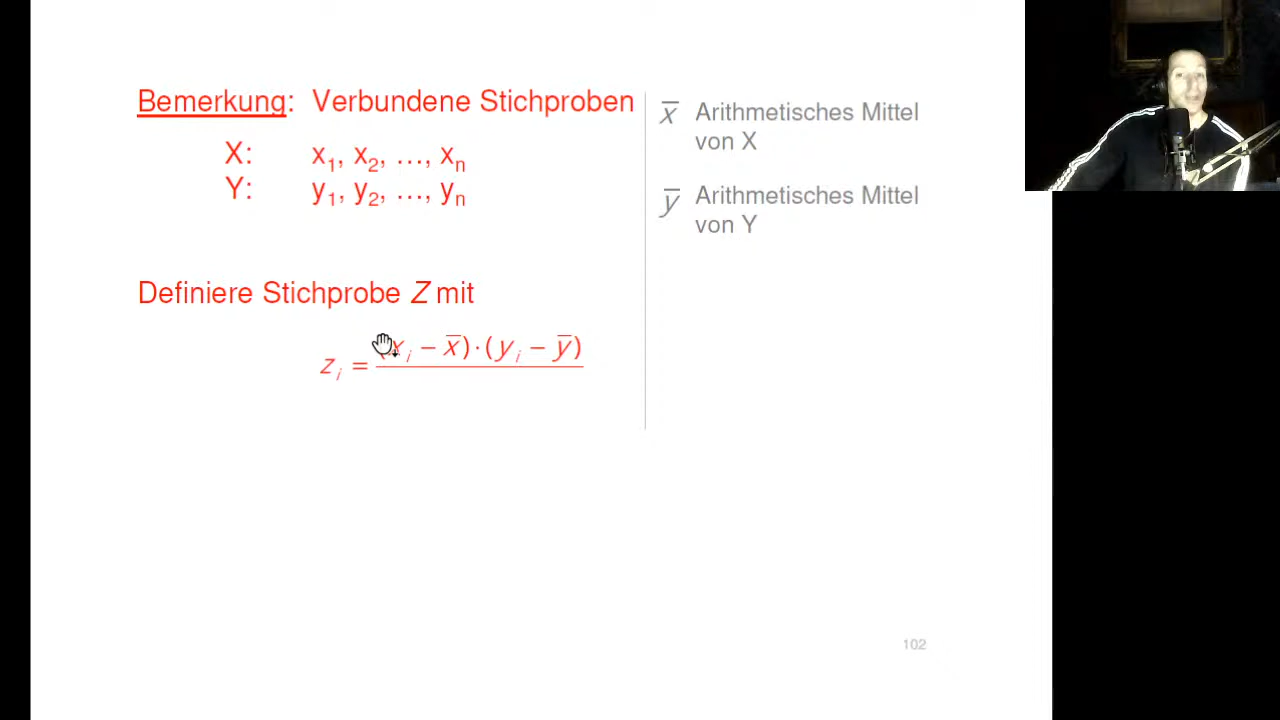 Bemerkung: Verbundene Stichproben
X: x₁, x₂, …, xₙ
Y: y₁, y₂, …, yₙ
Definiere Stichprobe Z mit
zᵢ = (xᵢ − x̅)·(yᵢ − y̅)
x̅ Arithmetisches Mittel
von X
y̅ Arithmetisches Mittel
von Y
102